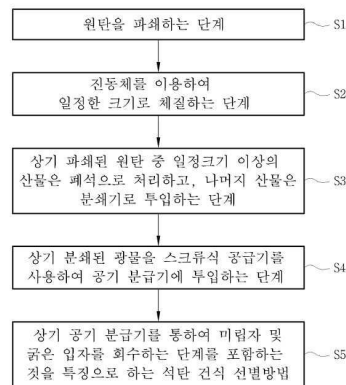 원탄을 파쇄하는 단계
S1
진동체를 이용하여
일정한 크기로 체질하는 단계
S2
상기 파쇄된 원탄 중 일정크기 이상의
산물은 폐석으로 처리하고, 나머지 산물은
분쇄기로 투입하는 단계
S3
상기 분쇄된 광물을 스크류식 공급기를
사용하여 공기 분급기에 투입하는 단계
S4
상기 공기 분급기를 통하여 미립자 및
굵은 입자를 회수하는 단계를 포함하는
것을 특징으로 하는 석탄 건식 선별방법
S5